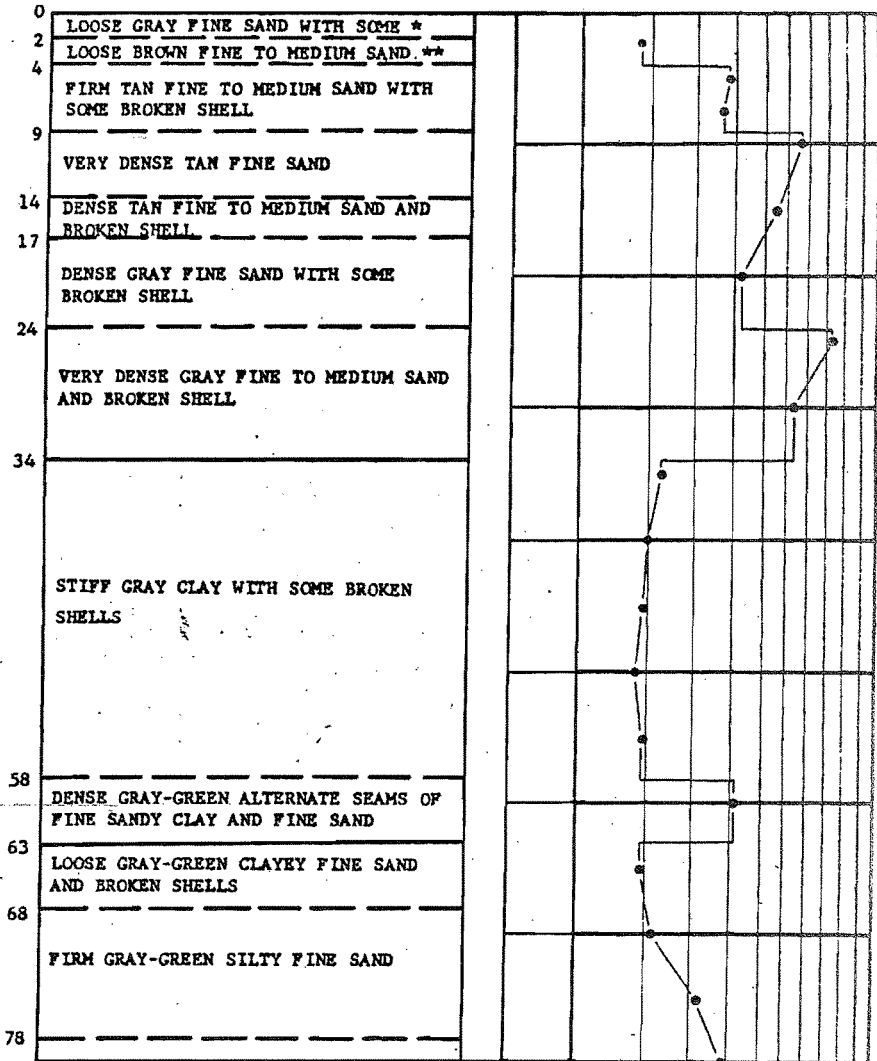 0
LOOSE GRAY FINE SAND WITH SOME *
2
LOOSE BROWN FINE TO MEDIUM SAND.**
4
FIRM TAN FINE TO MEDIUM SAND WITH
SOME BROKEN SHELL
9
VERY DENSE TAN FINE SAND
14
DENSE TAN FINE TO MEDIUM SAND AND
BROKEN SHELL
17
DENSE GRAY FINE SAND WITH SOME
BROKEN SHELL
24
VERY DENSE GRAY FINE TO MEDIUM SAND
AND BROKEN SHELL
34
STIFF GRAY CLAY WITH SOME BROKEN
SHELLS
58
DENSE GRAY-GREEN ALTERNATE SEAMS OF
FINE SANDY CLAY AND FINE SAND
63
LOOSE GRAY-GREEN CLAYEY FINE SAND
AND BROKEN SHELLS
68
FIRM GRAY-GREEN SILTY FINE SAND
78